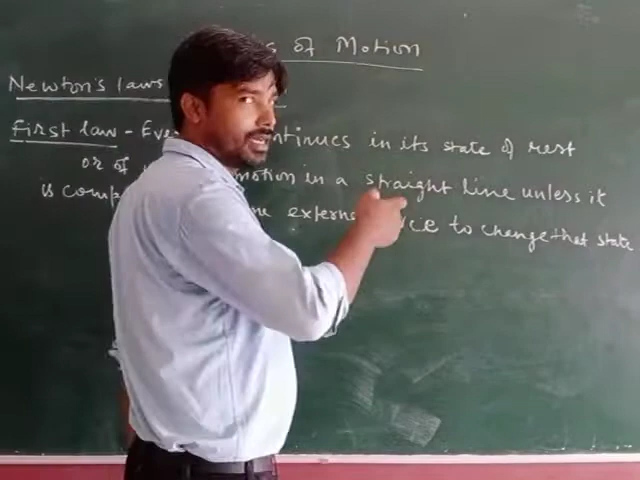 s of Motion
Newton's laws
First law - Eve ntinues in its state of rest
or of motion in a straight line unless it
is comp externa ce to change that state